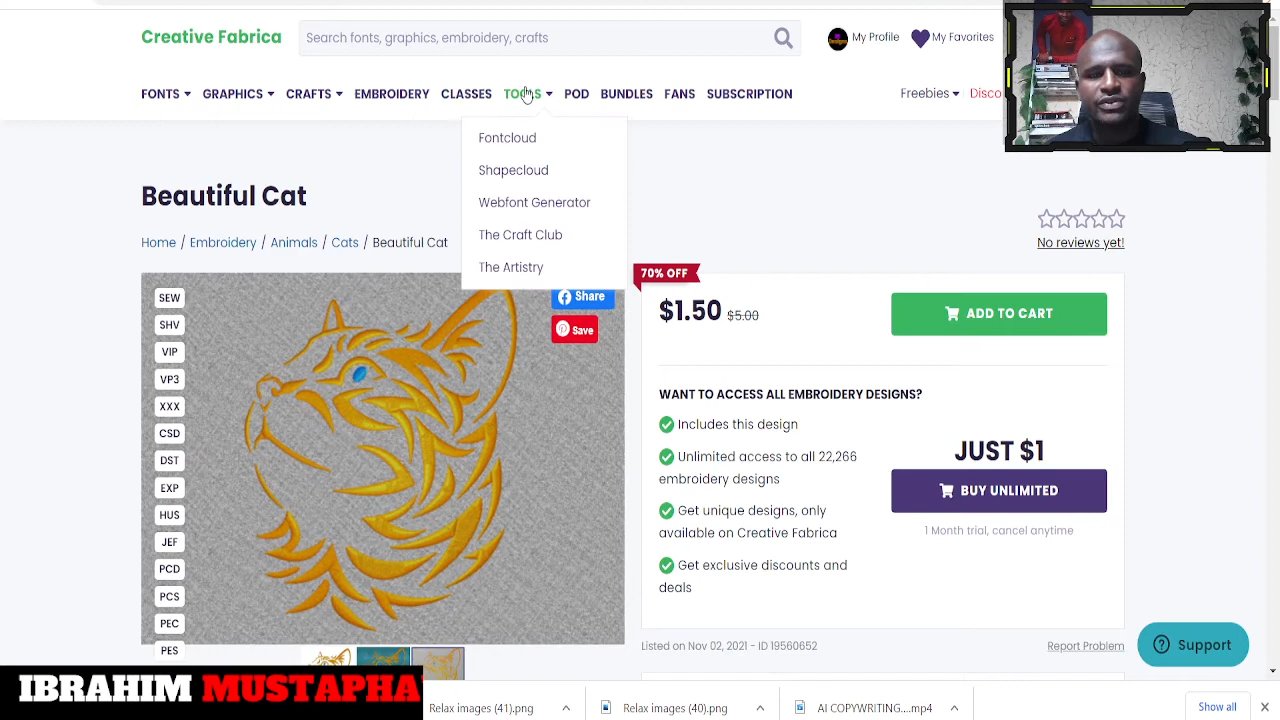 Creative Fabrica
Search fonts, graphics, embroidery, crafts
My Profile
My Favorites
FONTS GRAPHICS CRAFTS EMBROIDERY CLASSES TOOLS POD BUNDLES FANS SUBSCRIPTION
Freebies Disco
Fontcloud
Shapecloud
Webfont Generator
The Craft Club
The Artistry
Beautiful Cat
Home / Embroidery / Animals / Cats / Beautiful Cat
No reviews yet!
SEW
SHV
VIP
VP3
XXX
CSD
DST
EXP
HUS
JEF
PCD
PCS
PEC
PES
Share
Save
70% OFF
$1.50 $5.00
ADD TO CART
WANT TO ACCESS ALL EMBROIDERY DESIGNS?
Includes this design
Unlimited access to all 22,266
embroidery designs
Get unique designs, only
available on Creative Fabrica
Get exclusive discounts and
deals
JUST $1
BUY UNLIMITED
1 Month trial, cancel anytime
Listed on Nov 02, 2021 - ID 19560652
Report Problem
Support
IBRAHIM MUSTAPHA
Relax images (41).png
Relax images (40).png
AI COPYWRITING....mp4
Show all